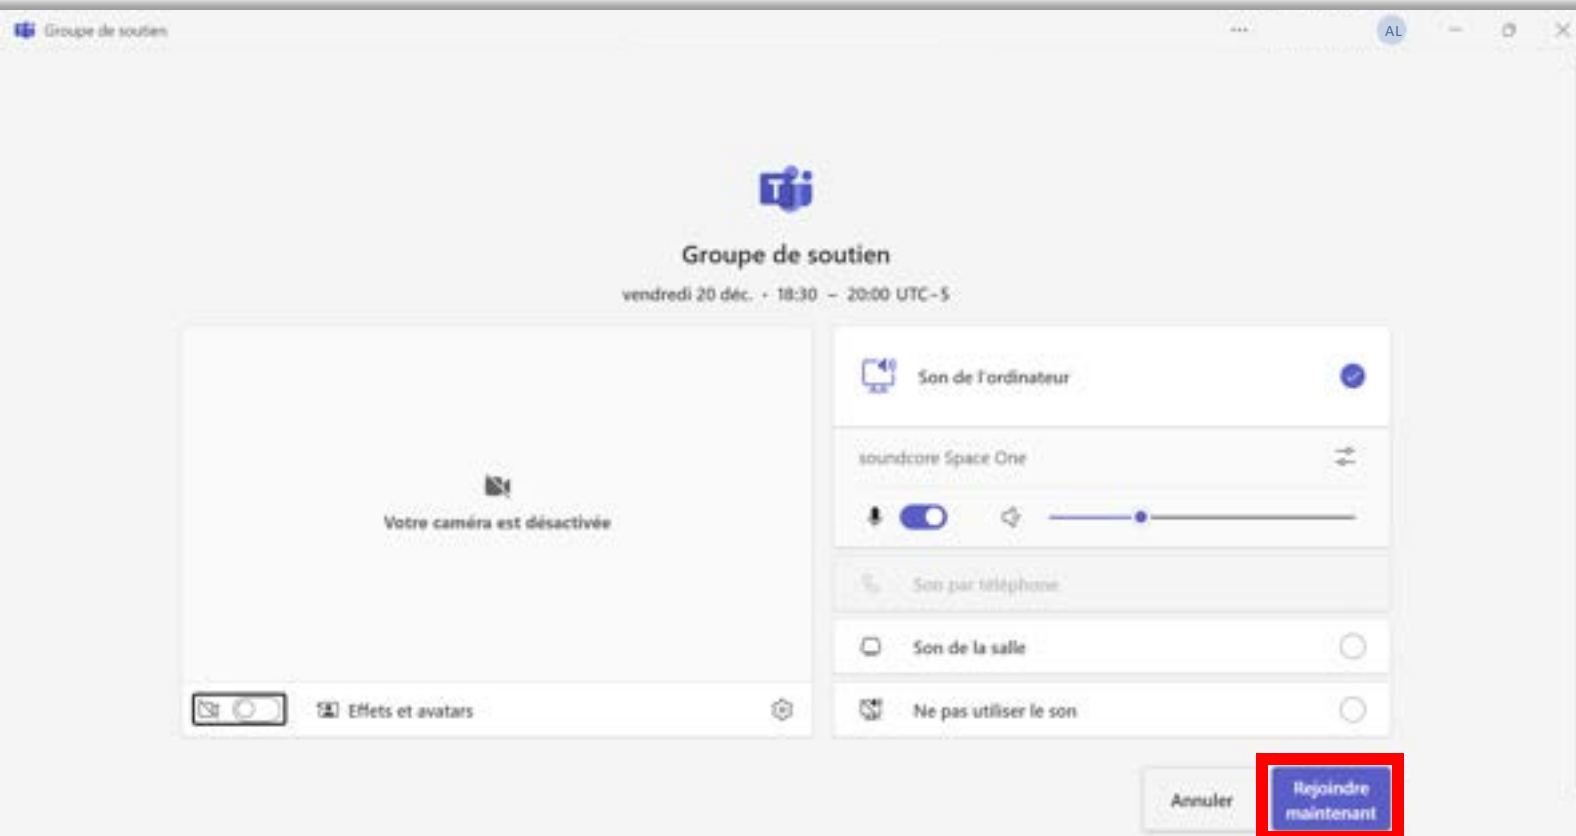 Groupe de soutien
AL
Groupe de soutien
vendredi 20 déc. • 18:30 – 20:00 UTC-5
Son de l'ordinateur
soundcore Space One
Votre caméra est désactivée
Son par téléphone
Son de la salle
Effets et avatars
Ne pas utiliser le son
Annuler
Rejoindre
maintenant